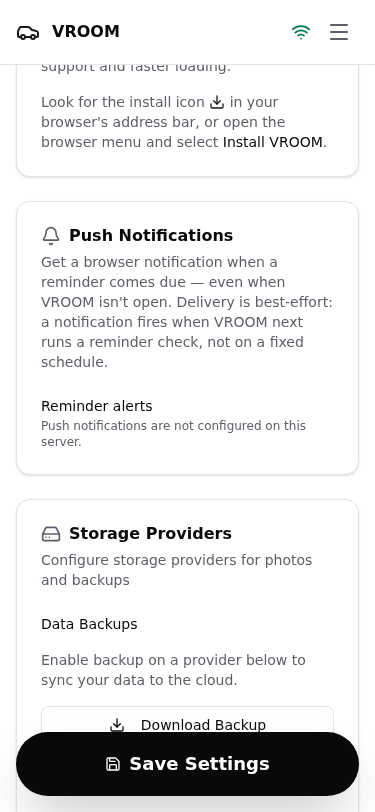 VROOM
support and faster loading.
Look for the install icon in your
browser's address bar, or open the
browser menu and select Install VROOM.
Push Notifications
Get a browser notification when a
reminder comes due — even when
VROOM isn't open. Delivery is best-effort:
a notification fires when VROOM next
runs a reminder check, not on a fixed
schedule.
Reminder alerts
Push notifications are not configured on this
server.
Storage Providers
Configure storage providers for photos
and backups
Data Backups
Enable backup on a provider below to
sync your data to the cloud.
Download Backup
Save Settings